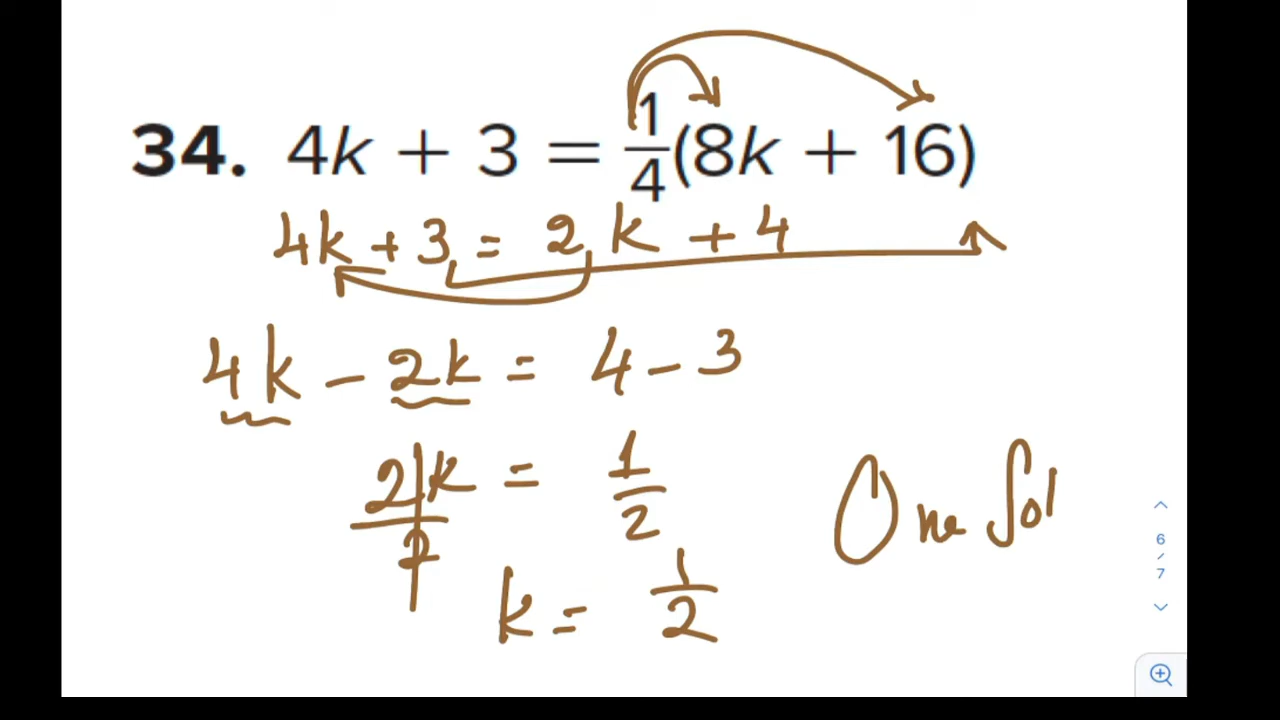 34. 4k + 3 = 1/4(8k + 16)
4k + 3 = 2k + 4
4k - 2k = 4 - 3
2k/2 = 1/2
One Sol
k = 1/2
6
/
7